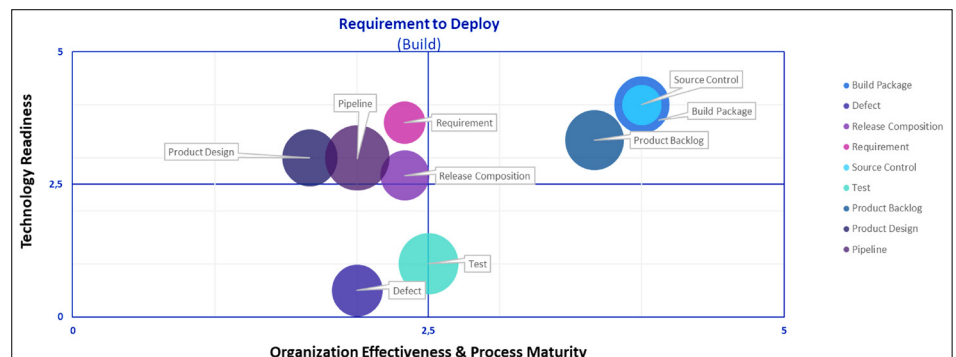 Requirement to Deploy
(Build)
Technology Readiness
5
2,5
0
0
2,5
5
Organization Effectiveness & Process Maturity
Source Control
Build Package
Product Backlog
Pipeline
Requirement
Product Design
Release Composition
Test
Defect
Build Package
Defect
Release Composition
Requirement
Source Control
Test
Product Backlog
Product Design
Pipeline